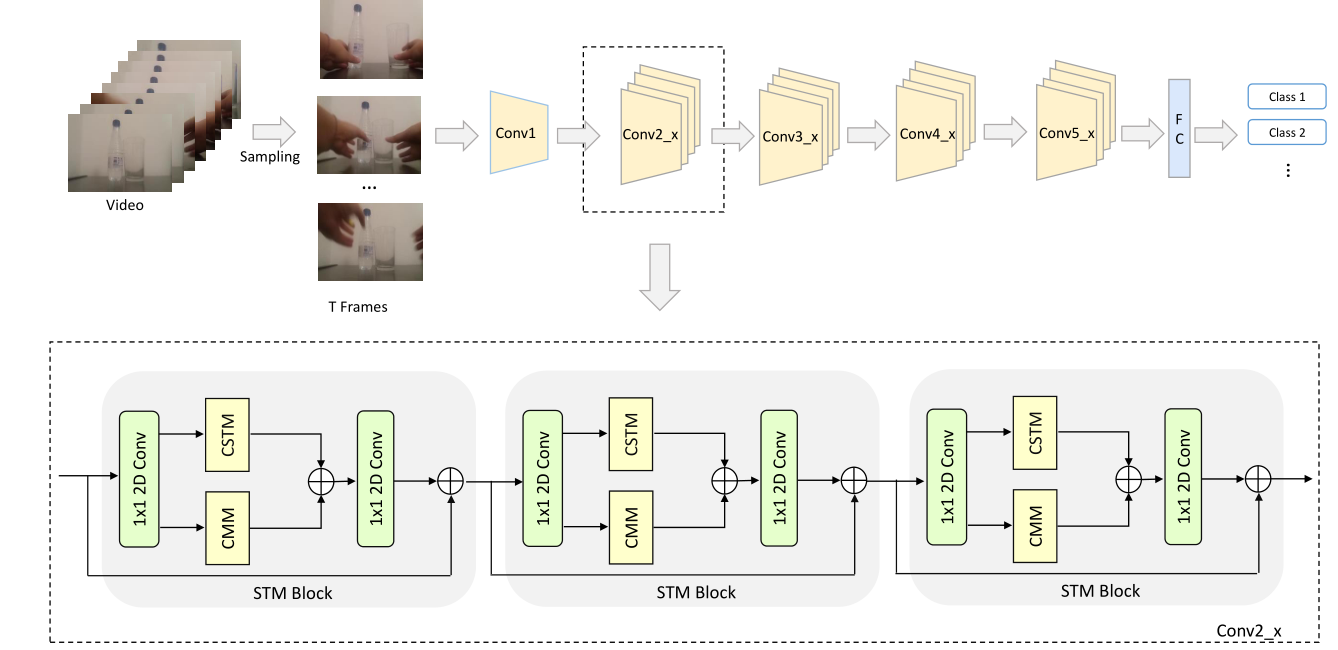 Video
Sampling
...
T Frames
Conv1
Conv2_x
Conv3_x
Conv4_x
Conv5_x
F
C
Class 1
Class 2
...
1x1 2D Conv
CSTM
CMM
1x1 2D Conv
STM Block
1x1 2D Conv
CSTM
CMM
1x1 2D Conv
STM Block
1x1 2D Conv
CSTM
CMM
1x1 2D Conv
STM Block
Conv2_x